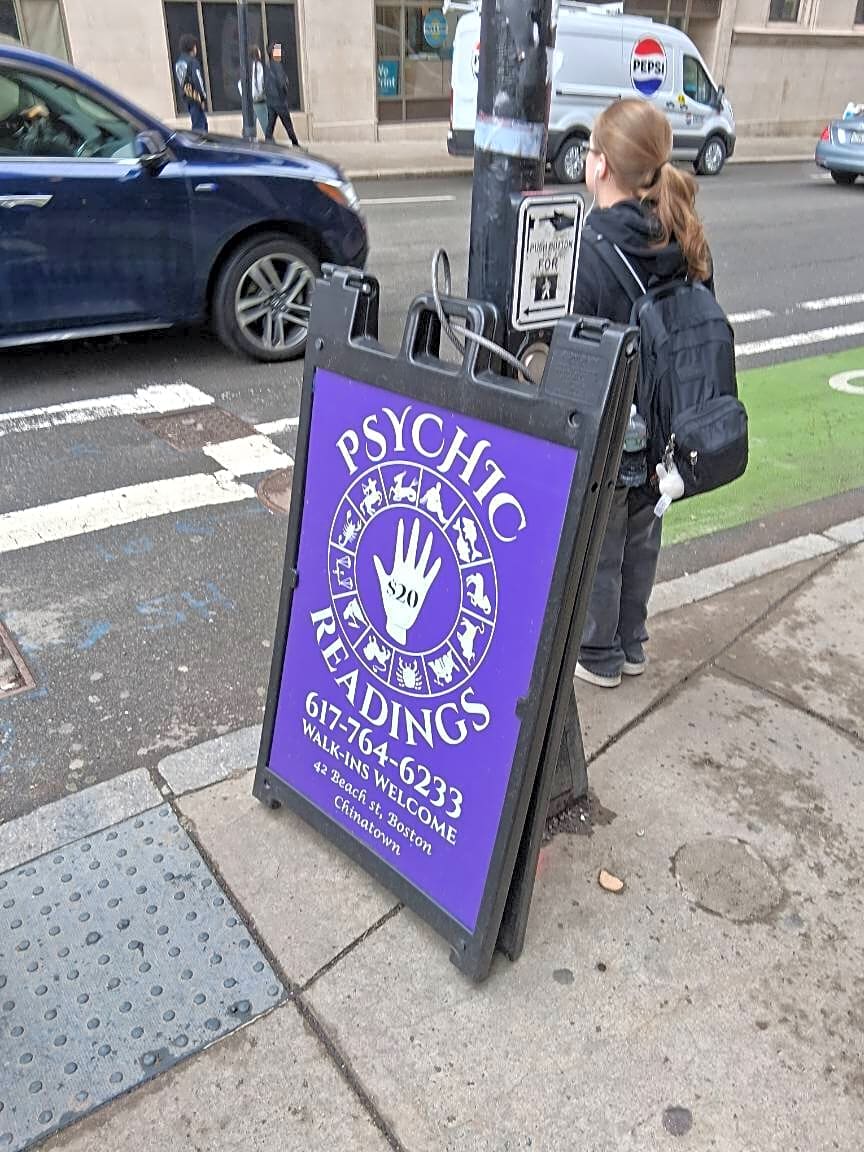 PEPSI
PUSH BUTTON
FOR
PSYCHIC
$20
READINGS
617-764-6233
WALK-INS WELCOME
42 Beach st, Boston
Chinatown